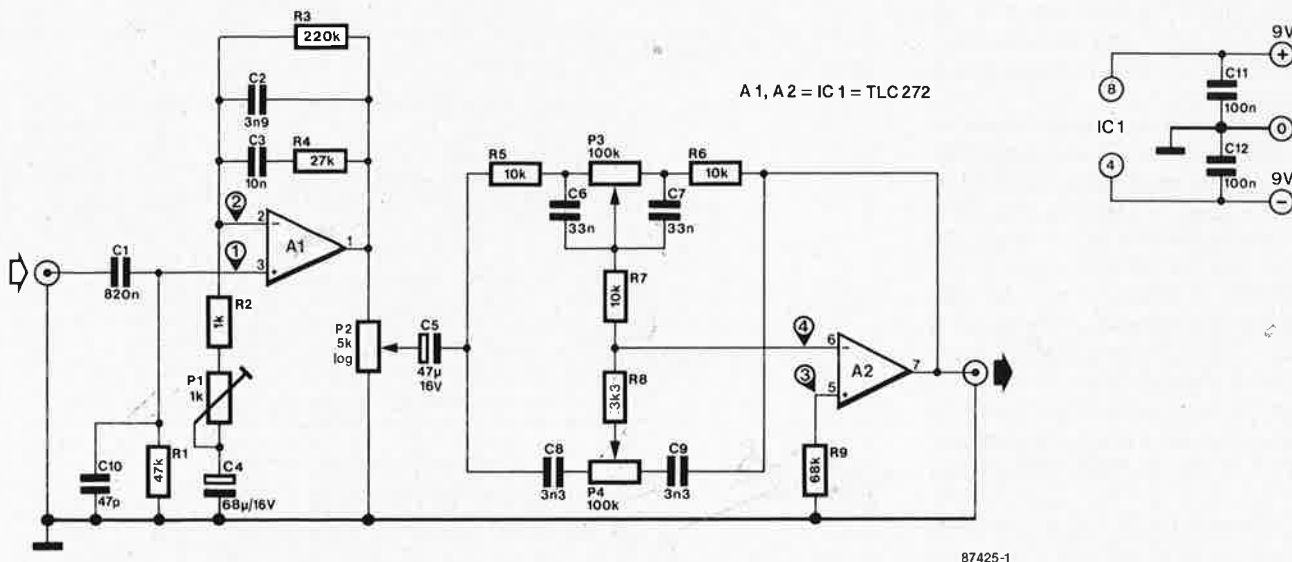 R3
220k
C2
3n9
C3
10n
R4
27k
2
2
−
A1
1
1
3
+
C1
820n
R2
1k
P1
1k
C10
47p
R1
47k
C4
68µ/16V
P2
5k
log
C5
47µ
16V
R5
10k
P3
100k
R6
10k
C6
33n
C7
33n
R7
10k
R8
3k3
C8
3n3
P4
100k
C9
3n3
4
6
−
A2
7
3
5
+
R9
68k
A1, A2 = IC1 = TLC272
9V
+
8
C11
100n
IC1
0
C12
100n
4
9V
−
87425-1